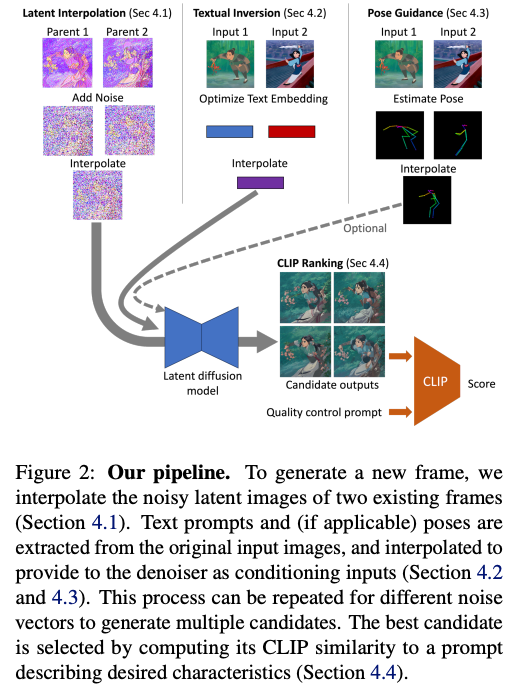 Latent Interpolation (Sec 4.1)
Parent 1
Parent 2
Add Noise
Interpolate
Textual Inversion (Sec 4.2)
Input 1
Input 2
Optimize Text Embedding
Interpolate
Pose Guidance (Sec 4.3)
Input 1
Input 2
Estimate Pose
Interpolate
Optional
CLIP Ranking (Sec 4.4)
Latent diffusion
model
Candidate outputs
Quality control prompt
CLIP
Score
Figure 2: Our pipeline. To generate a new frame, we
interpolate the noisy latent images of two existing frames
(Section 4.1). Text prompts and (if applicable) poses are
extracted from the original input images, and interpolated to
provide to the denoiser as conditioning inputs (Section 4.2
and 4.3). This process can be repeated for different noise
vectors to generate multiple candidates. The best candidate
is selected by computing its CLIP similarity to a prompt
describing desired characteristics (Section 4.4).